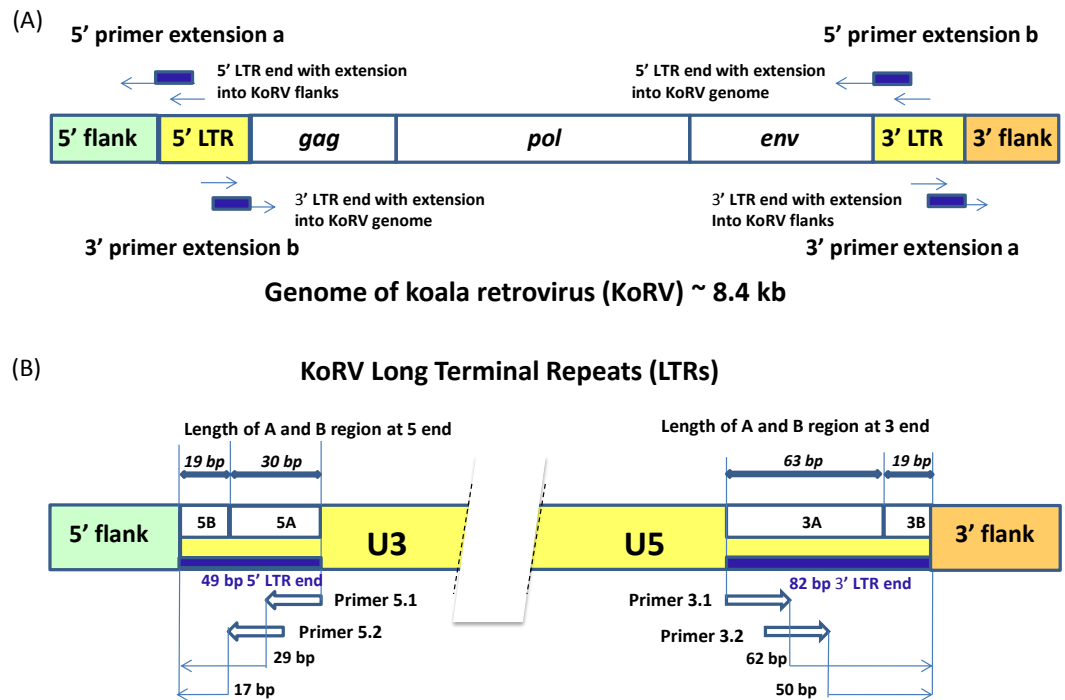 (A)
5’ primer extension a
5’ primer extension b
5’ LTR end with extension
into KoRV flanks
5’ LTR end with extension
into KoRV genome
5’ flank
5’ LTR
gag
pol
env
3’ LTR
3’ flank
3’ LTR end with extension
into KoRV genome
3’ LTR end with extension
Into KoRV flanks
3’ primer extension b
3’ primer extension a
Genome of koala retrovirus (KoRV) ~ 8.4 kb
(B)
KoRV Long Terminal Repeats (LTRs)
Length of A and B region at 5 end
Length of A and B region at 3 end
19 bp
30 bp
63 bp
19 bp
5’ flank
5B
5A
U3
U5
3A
3B
3’ flank
49 bp 5’ LTR end
82 bp 3’ LTR end
Primer 5.1
Primer 3.1
Primer 5.2
Primer 3.2
29 bp
62 bp
17 bp
50 bp